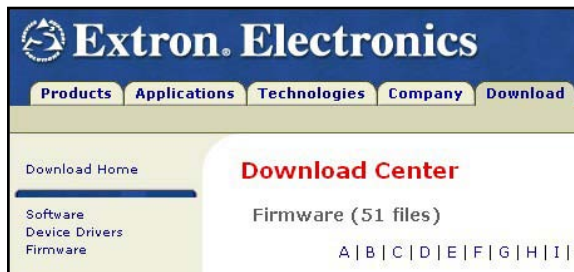 Extron. Electronics
Products Applications Technologies Company Download
Download Home
Download Center
Software
Device Drivers
Firmware
Firmware (51 files)
A | B | C | D | E | F | G | H | I |